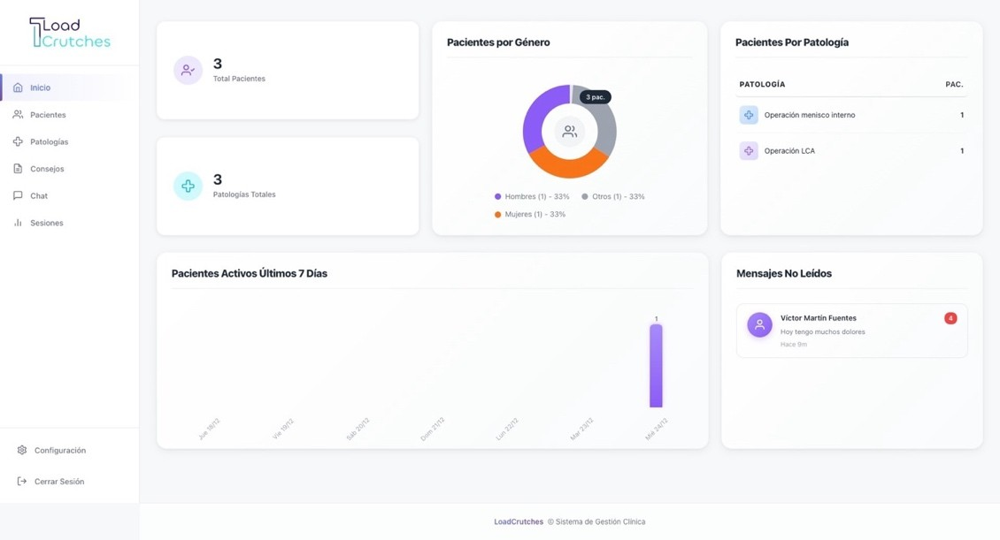 Load
Crutches
Inicio
Pacientes
Patologías
Consejos
Chat
Sesiones
Configuración
Cerrar Sesión
3
Total Pacientes
3
Patologías Totales
Pacientes por Género
3 pac.
Hombres (1) - 33%
Otros (1) - 33%
Mujeres (1) - 33%
Pacientes Por Patología
PATOLOGÍA PAC.
Operación menisco interno 1
Operación LCA 1
Pacientes Activos Últimos 7 Días
1
Jue 18/12
Vie 19/12
Sáb 20/12
Dom 21/12
Lun 22/12
Mar 23/12
Mié 24/12
Mensajes No Leídos
Víctor Martín Fuentes 4
Hoy tengo muchos dolores
Hace 9m
LoadCrutches © Sistema de Gestión Clínica